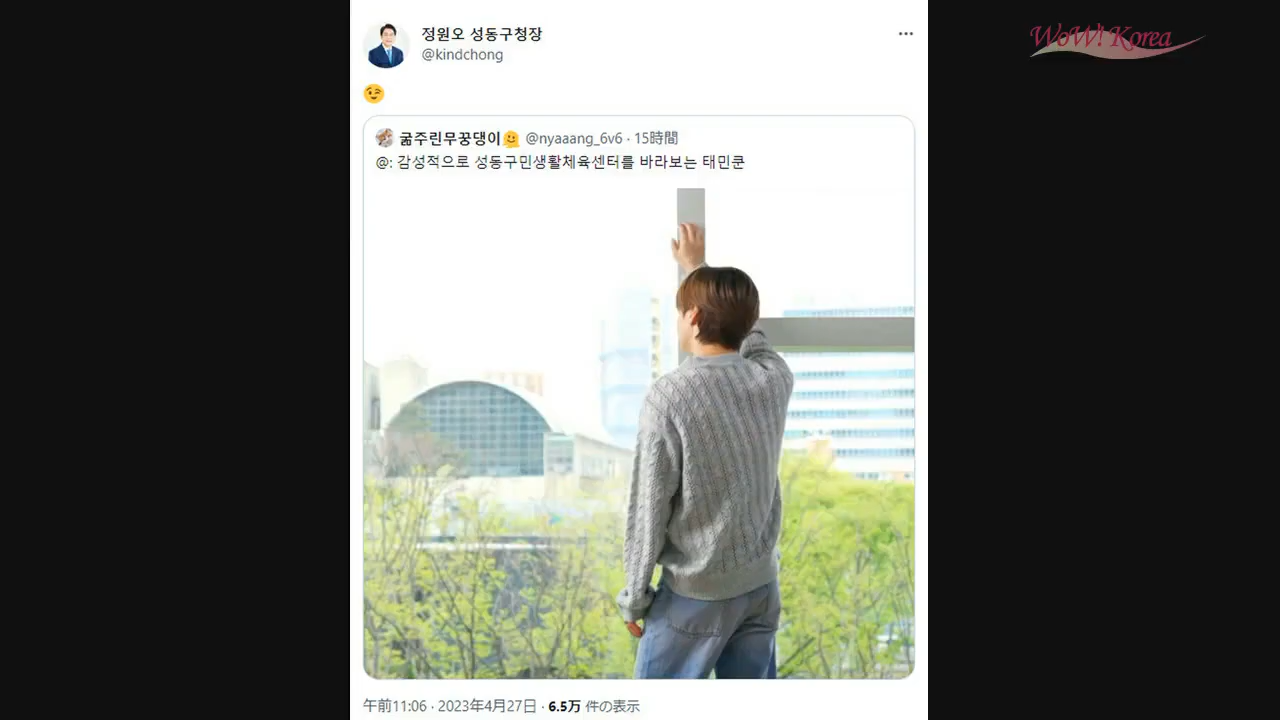 정원오 성동구청장
@kindchong
WoW! Korea
😉
굶주린무꿍댕이🤗 @nyaaang_6v6 · 15時間
@: 감성적으로 성동구민생활체육센터를 바라보는 태민쿤
午前11:06 · 2023年4月27日 · 6.5万 件の表示